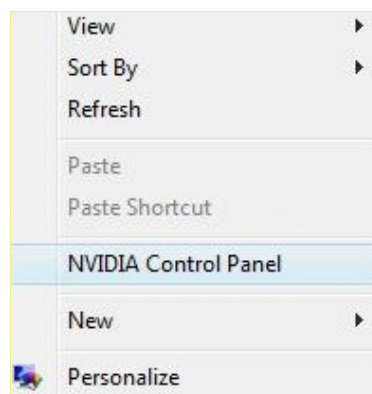 View
Sort By
Refresh
Paste
Paste Shortcut
NVIDIA Control Panel
New
Personalize